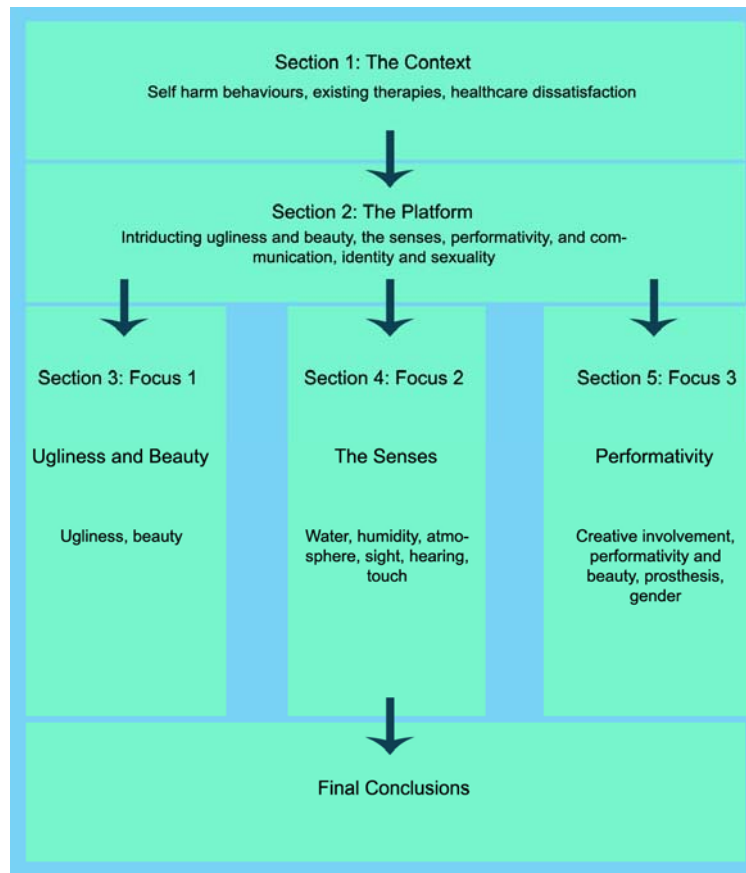 Section 1: The Context
Self harm behaviours, existing therapies, healthcare dissatisfaction
Section 2: The Platform
Intriducting ugliness and beauty, the senses, performativity, and com-
munication, identity and sexuality
Section 3: Focus 1
Ugliness and Beauty
Ugliness, beauty
Section 4: Focus 2
The Senses
Water, humidity, atmo-
sphere, sight, hearing,
touch
Section 5: Focus 3
Performativity
Creative involvement,
performativity and
beauty, prosthesis,
gender
Final Conclusions